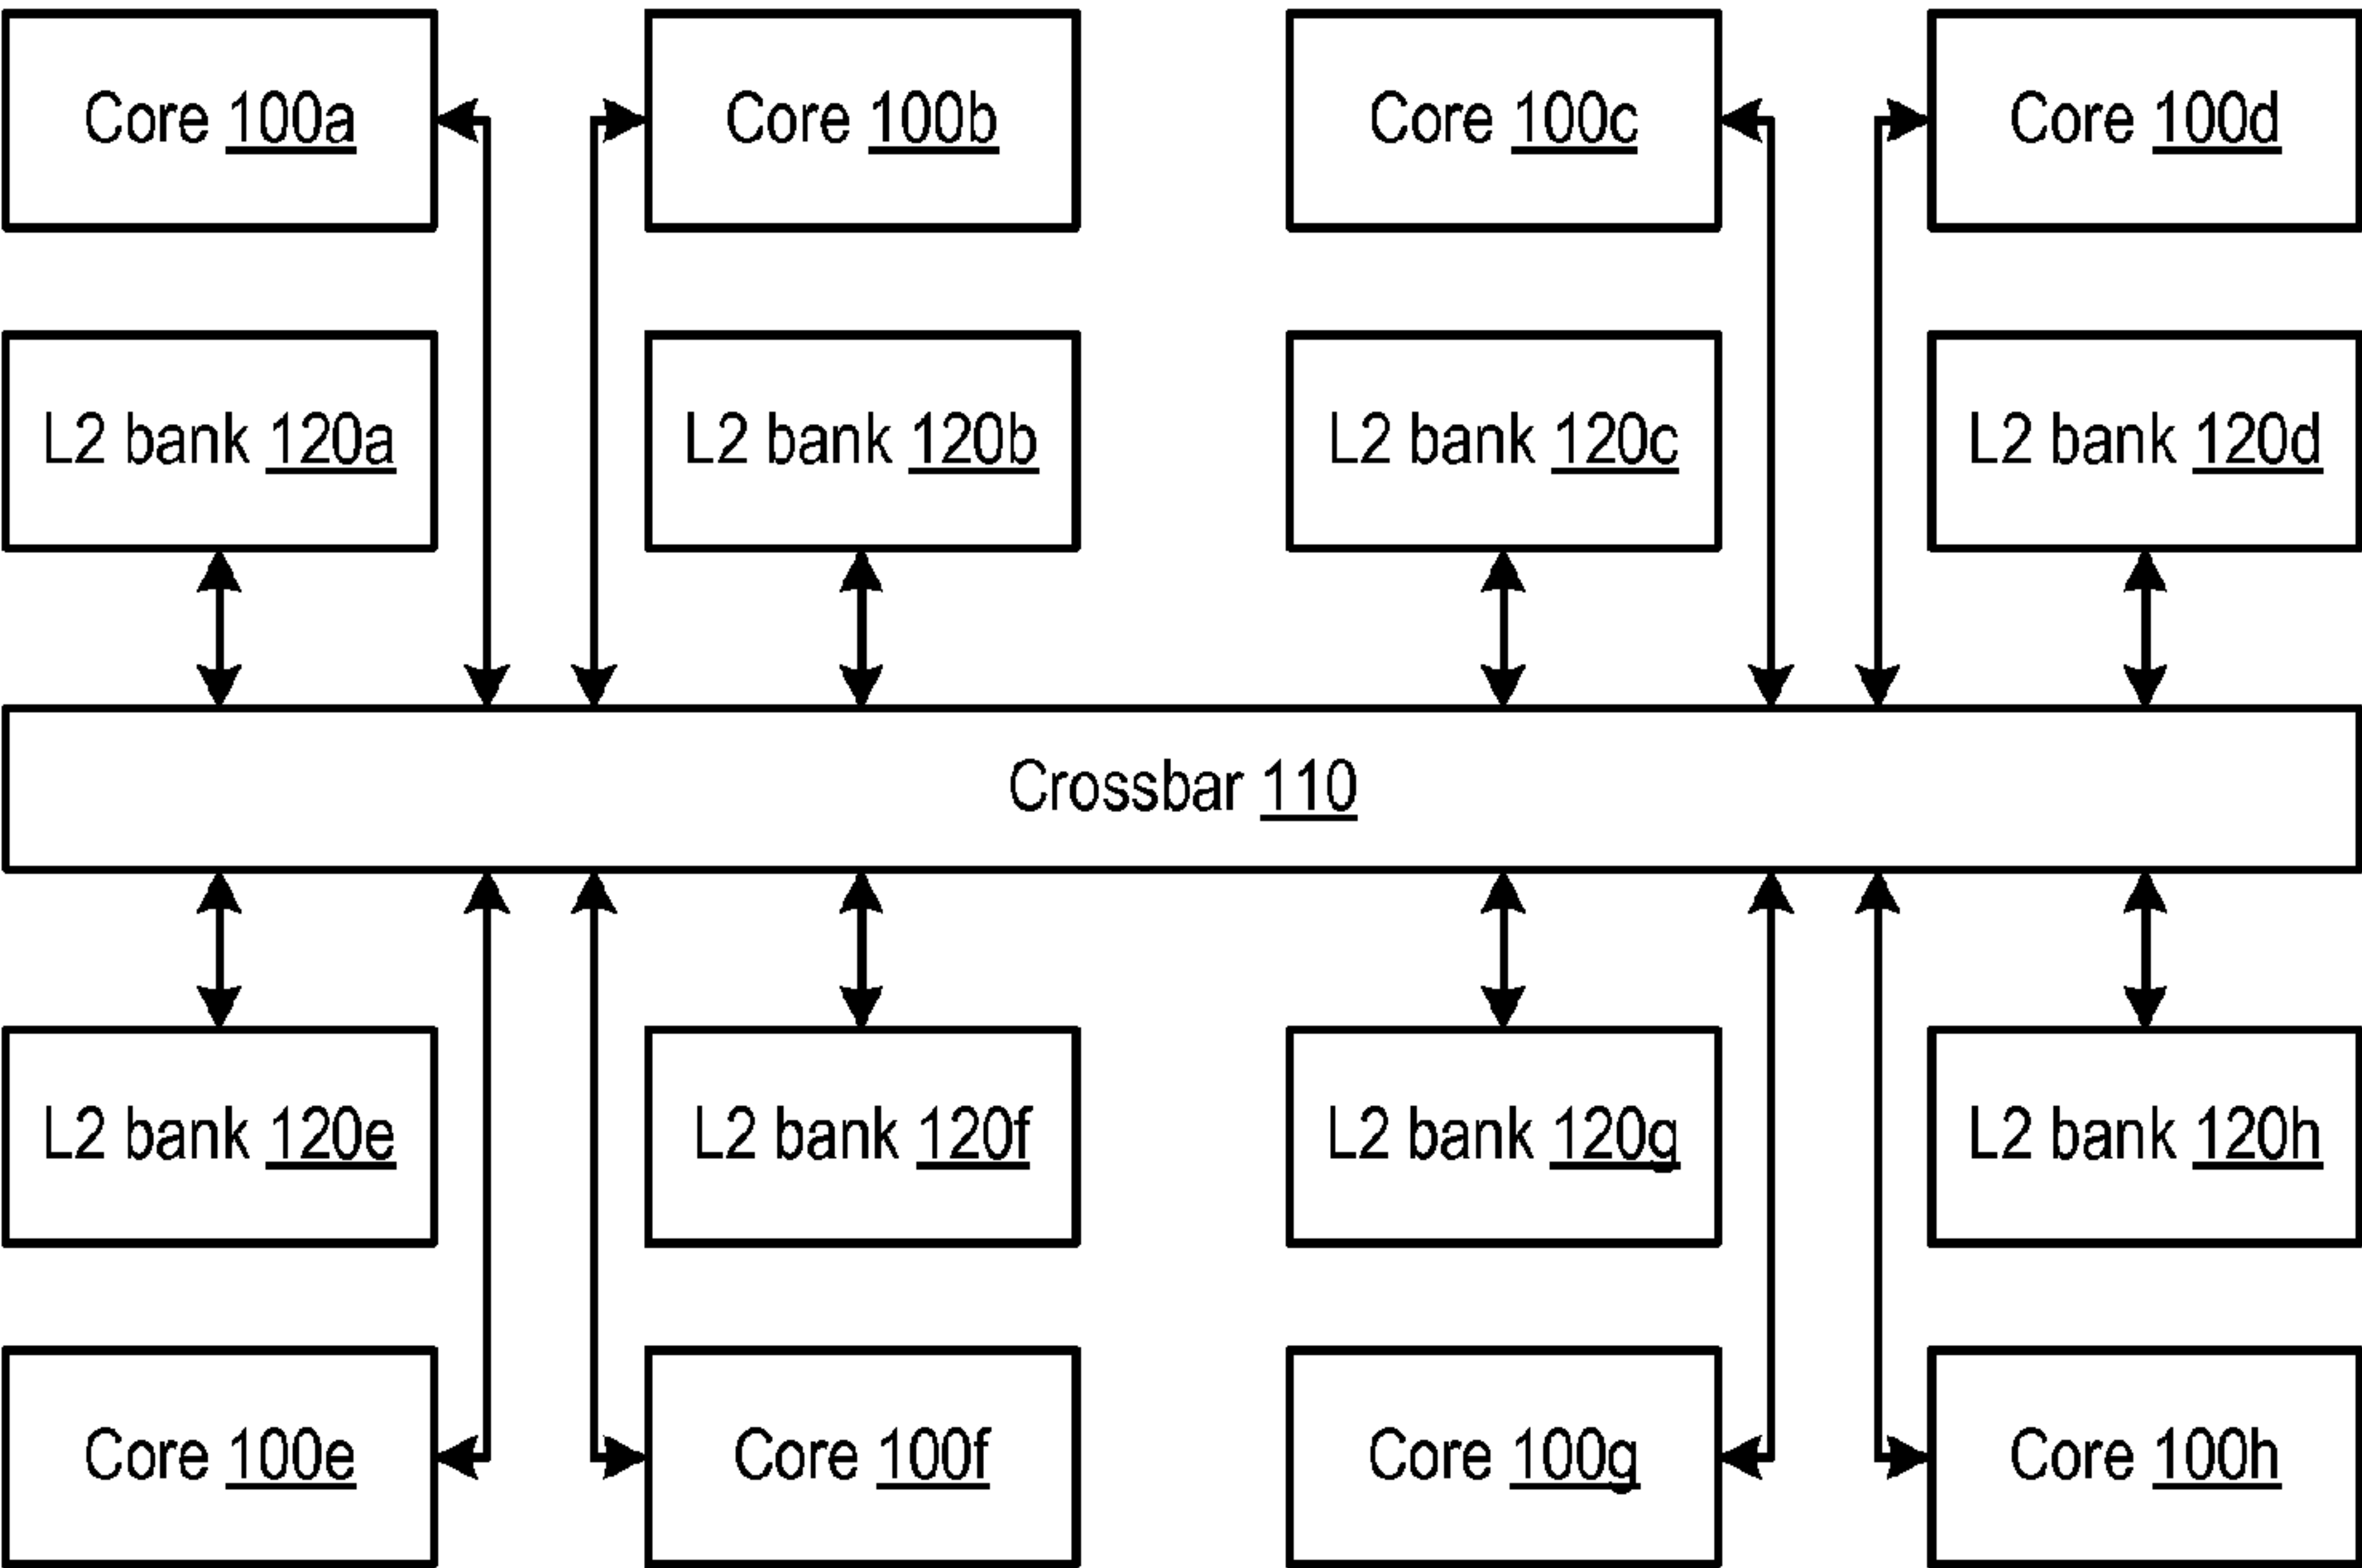 Core 100a
Core 100b
Core 100c
Core 100d
L2 bank 120a
L2 bank 120b
L2 bank 120c
L2 bank 120d
Crossbar 110
L2 bank 120e
L2 bank 120f
L2 bank 120g
L2 bank 120h
Core 100e
Core 100f
Core 100g
Core 100h